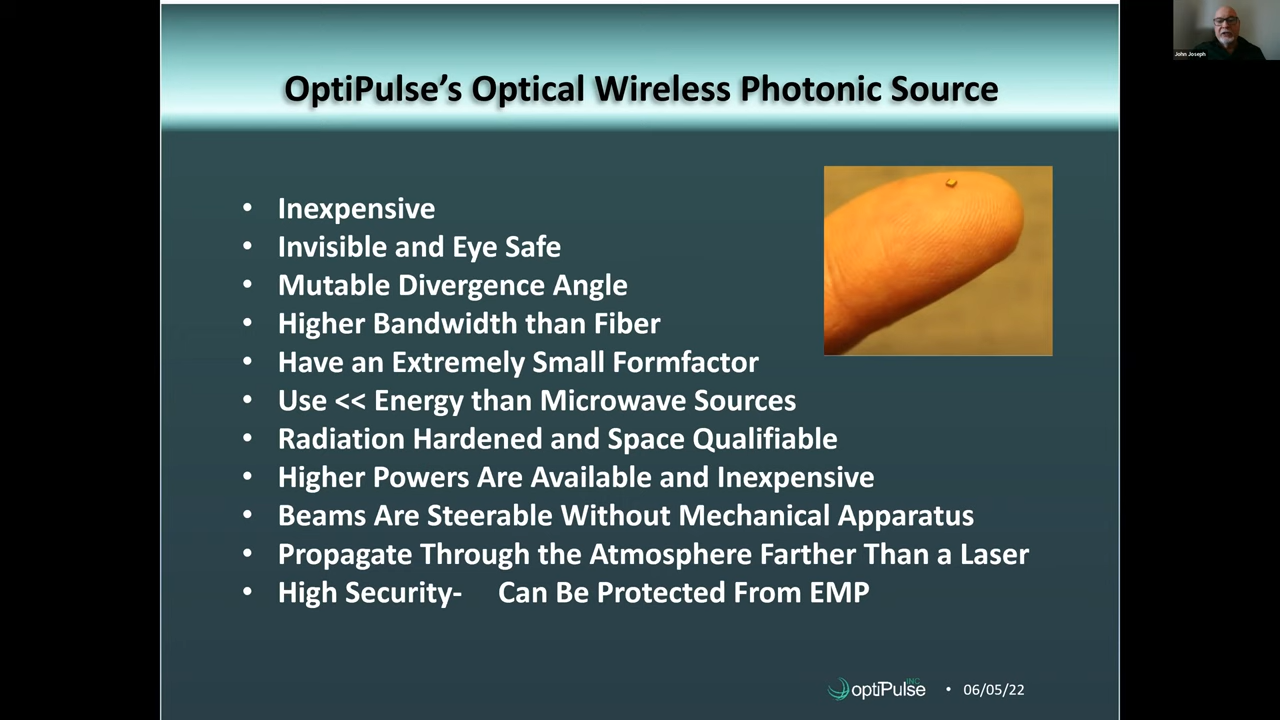 John Joseph
OptiPulse's Optical Wireless Photonic Source
• Inexpensive
• Invisible and Eye Safe
• Mutable Divergence Angle
• Higher Bandwidth than Fiber
• Have an Extremely Small Formfactor
• Use << Energy than Microwave Sources
• Radiation Hardened and Space Qualifiable
• Higher Powers Are Available and Inexpensive
• Beams Are Steerable Without Mechanical Apparatus
• Propagate Through the Atmosphere Farther Than a Laser
• High Security- Can Be Protected From EMP
optiPulse INC • 06/05/22